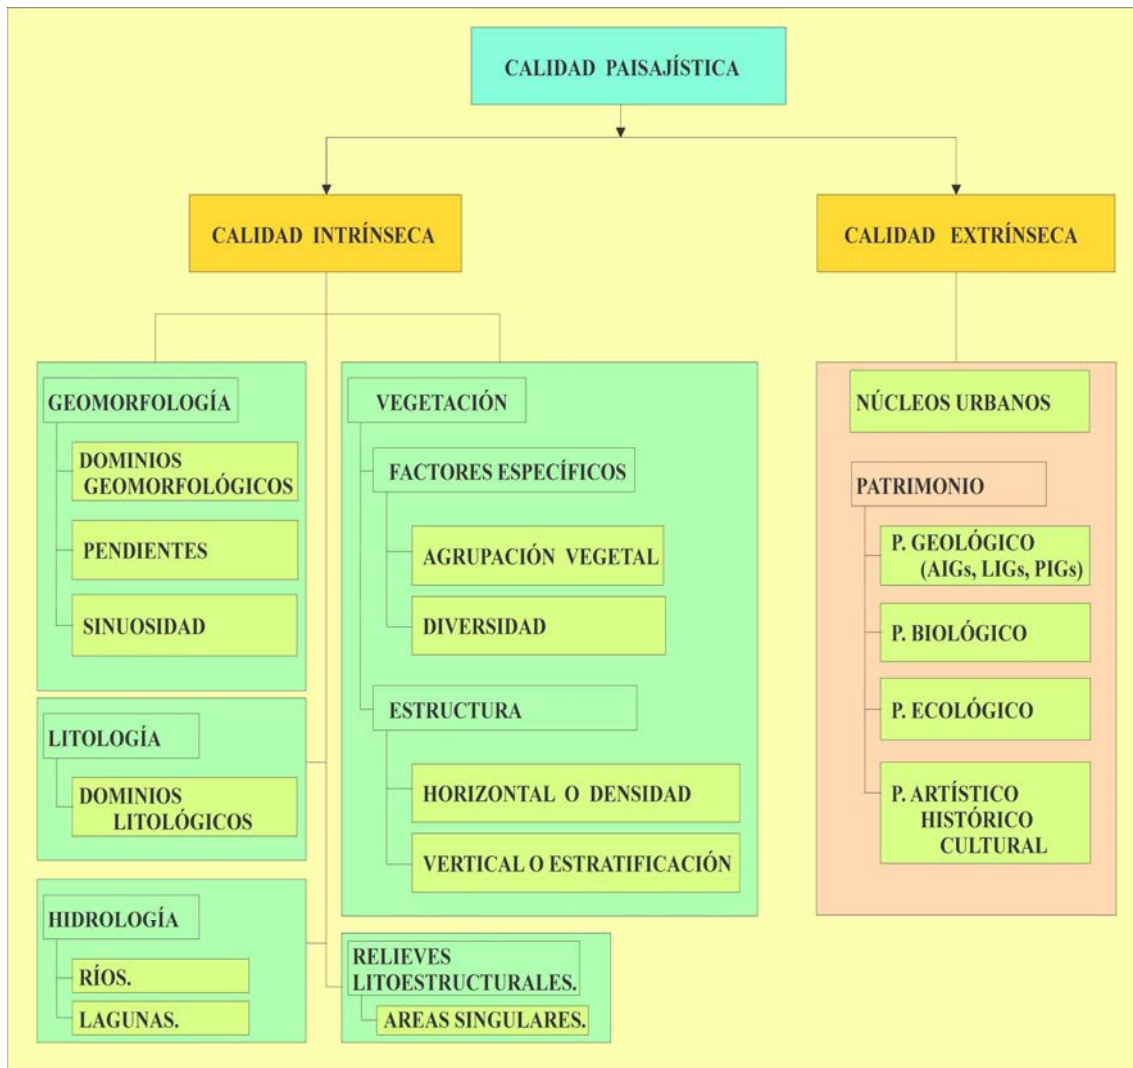 CALIDAD PAISAJÍSTICA
CALIDAD INTRÍNSECA
CALIDAD EXTRÍNSECA
GEOMORFOLOGÍA
DOMINIOS
GEOMORFOLÓGICOS
PENDIENTES
SINUOSIDAD
LITOLOGÍA
DOMINIOS
LITOLÓGICOS
HIDROLOGÍA
RÍOS.
LAGUNAS.
VEGETACIÓN
FACTORES ESPECÍFICOS
AGRUPACIÓN VEGETAL
DIVERSIDAD
ESTRUCTURA
HORIZONTAL O DENSIDAD
VERTICAL O ESTRATIFICACIÓN
RELIEVES
LITOESTRUCTURALES.
AREAS SINGULARES.
NÚCLEOS URBANOS
PATRIMONIO
P. GEOLÓGICO
(AIGs, LIGs, PIGs)
P. BIOLÓGICO
P. ECOLÓGICO
P. ARTÍSTICO
HISTÓRICO
CULTURAL